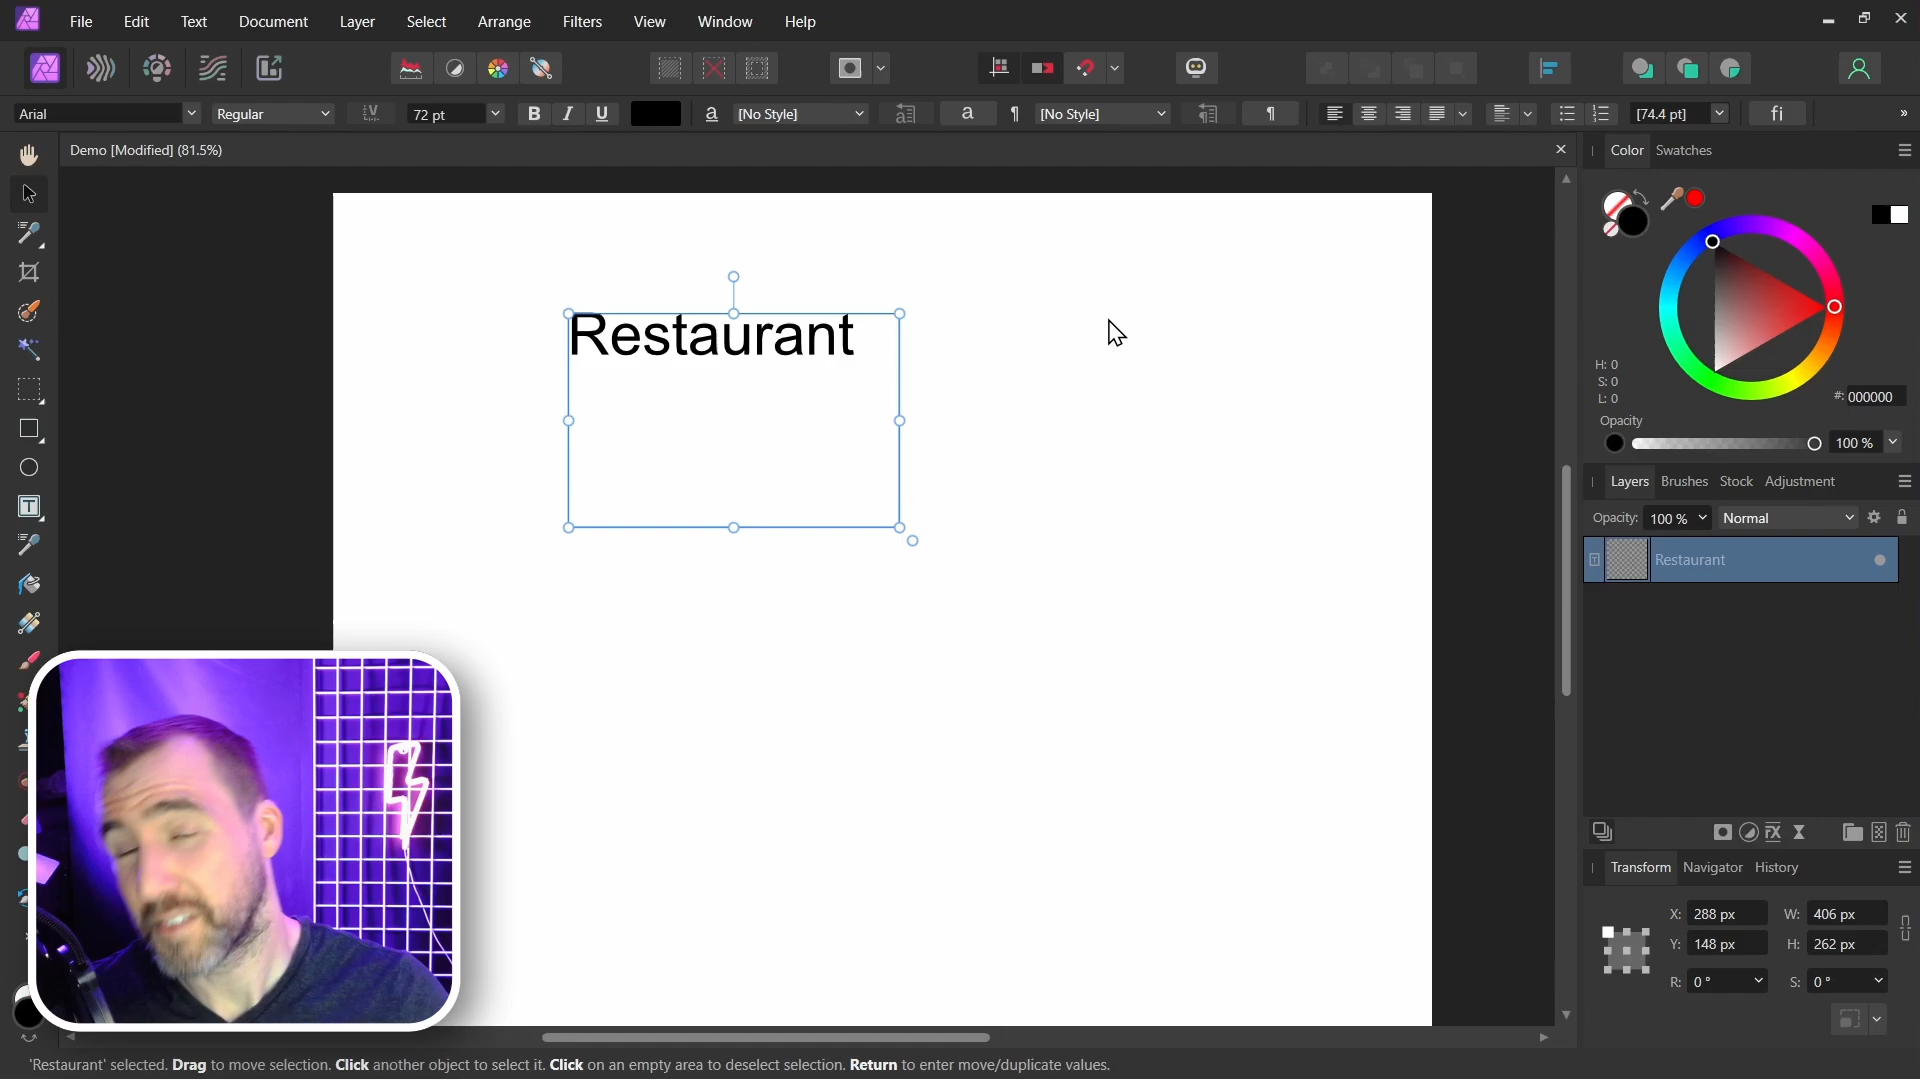 File Edit Text Document Layer Select Arrange Filters View Window Help
Arial Regular 72 pt B I U a [No Style] a ¶ [No Style] ¶ [74.4 pt] fi »
Demo [Modified] (81.5%)
Color Swatches
Restaurant
H: 0
S: 0
L: 0
#: 000000
Opacity
100 %
Layers Brushes Stock Adjustment
Opacity: 100 % Normal
Restaurant
Transform Navigator History
X: 288 px W: 406 px
Y: 148 px H: 262 px
R: 0 ° S: 0 °
'Restaurant' selected. Drag to move selection. Click another object to select it. Click on an empty area to deselect selection. Return to enter move/duplicate values.